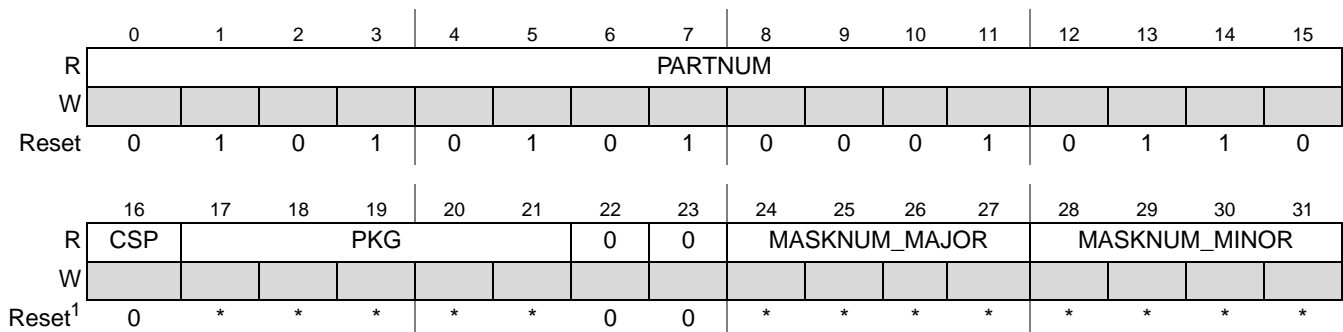 0 1 2 3 4 5 6 7 8 9 10 11 12 13 14 15
R PARTNUM
W
Reset 0 1 0 1 0 1 0 1 0 0 0 1 0 1 1 0
16 17 18 19 20 21 22 23 24 25 26 27 28 29 30 31
R CSP PKG 0 0 MASKNUM_MAJOR MASKNUM_MINOR
W
Reset1 0 * * * * * 0 0 * * * * * * * *